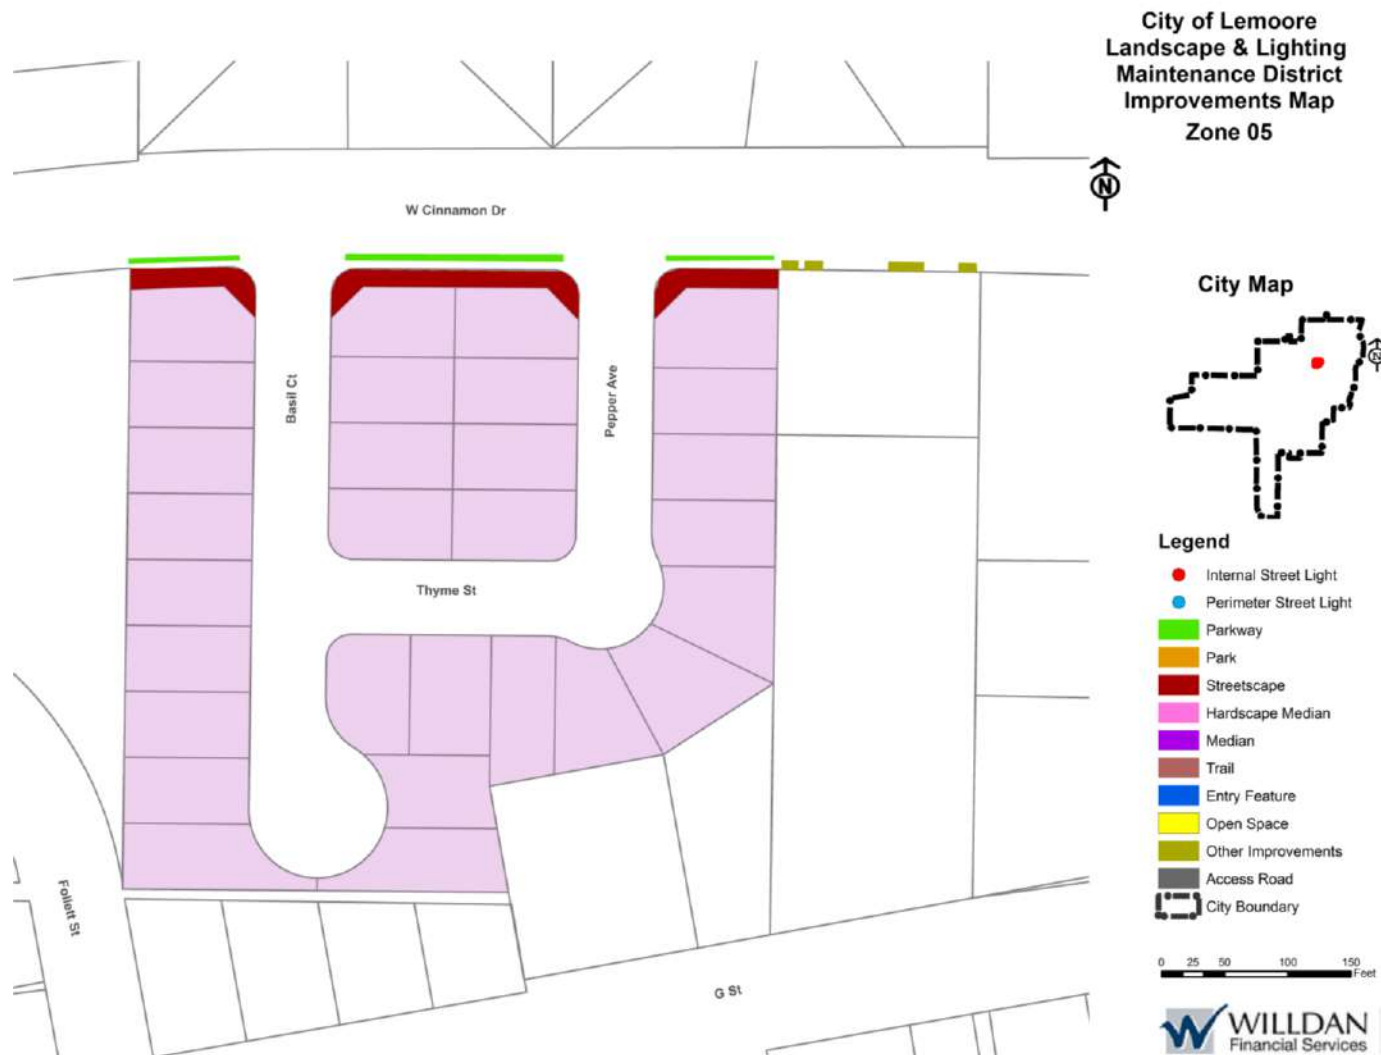 City of Lemoore
Landscape & Lighting
Maintenance District
Improvements Map
Zone 05
N
W Cinnamon Dr
City Map
N
Basil Ct
Pepper Ave
Thyme St
Follett St
G St
Legend
Internal Street Light
Perimeter Street Light
Parkway
Park
Streetscape
Hardscape Median
Median
Trail
Entry Feature
Open Space
Other Improvements
Access Road
City Boundary
0 25 50 100 150
Feet
WILLDAN
Financial Services